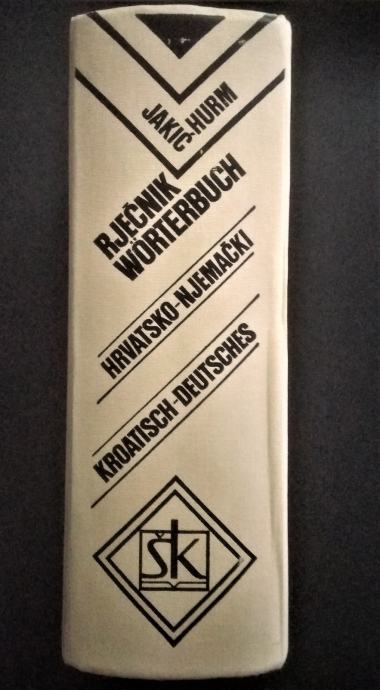 JAKIĆ-HURM
RJEČNIK
WÖRTERBUCH
HRVATSKO-NJEMAČKI
KROATISCH-DEUTSCHES
ŠK